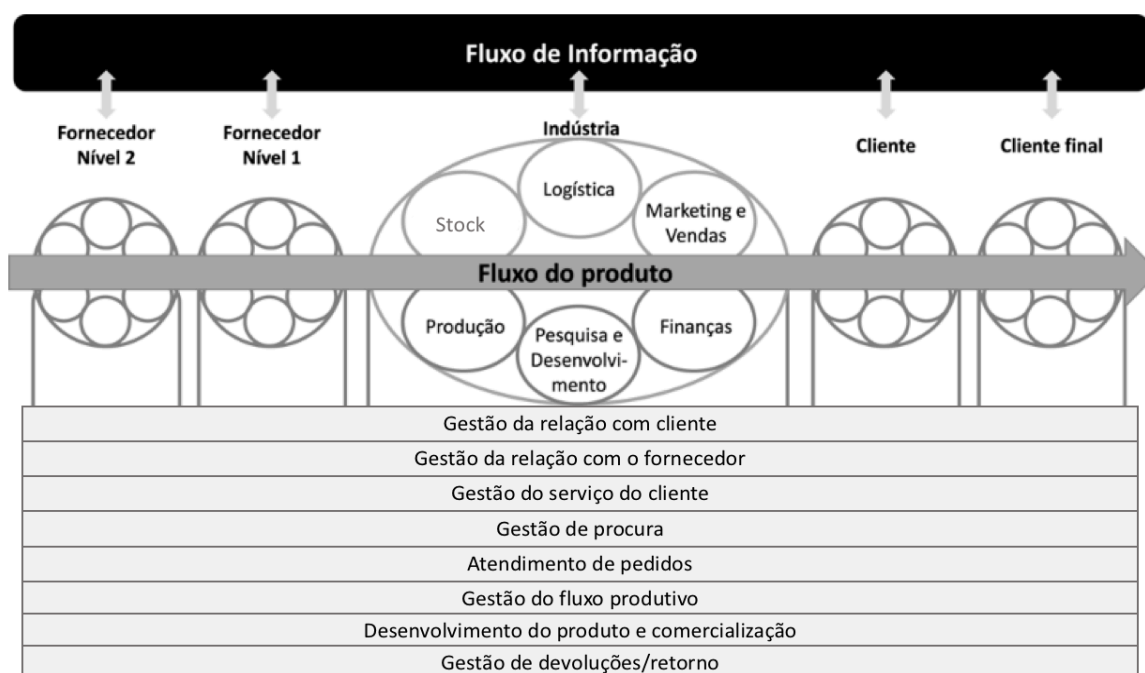 Fluxo de Informação
Fornecedor
Nível 2
Fornecedor
Nível 1
Indústria
Cliente
Cliente final
Stock
Logística
Marketing e
Vendas
Fluxo do produto
Produção
Pesquisa e
Desenvolvi-
mento
Finanças
Gestão da relação com cliente
Gestão da relação com o fornecedor
Gestão do serviço do cliente
Gestão de procura
Atendimento de pedidos
Gestão do fluxo produtivo
Desenvolvimento do produto e comercialização
Gestão de devoluções/retorno